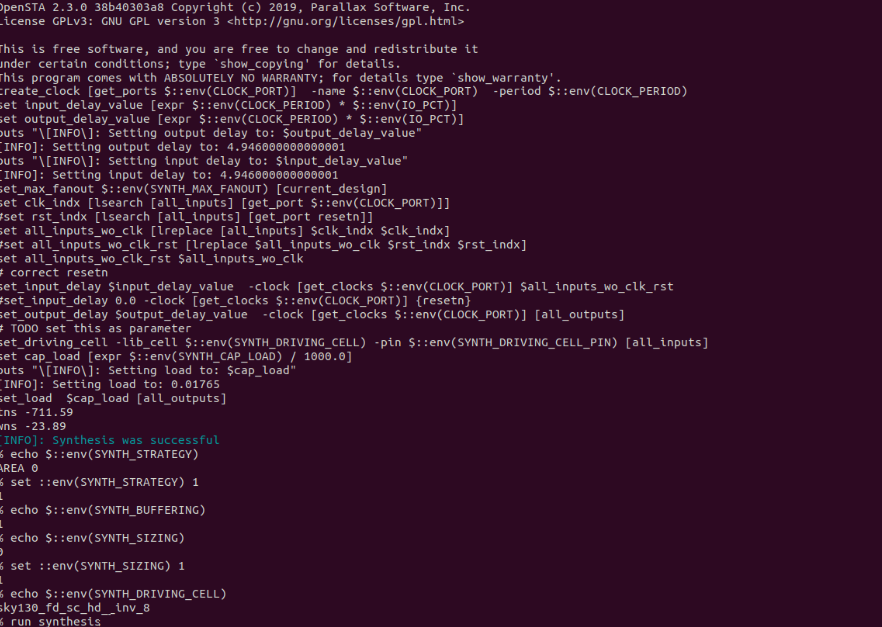 OpenSTA 2.3.0 38b40303a8 Copyright (c) 2019, Parallax Software, Inc.
License GPLv3: GNU GPL version 3 <http://gnu.org/licenses/gpl.html>
This is free software, and you are free to change and redistribute it
under certain conditions; type `show_copying' for details.
This program comes with ABSOLUTELY NO WARRANTY; for details type `show_warranty'.
create_clock [get_ports $::env(CLOCK_PORT)]  -name $::env(CLOCK_PORT)  -period $::env(CLOCK_PERIOD)
set input_delay_value [expr $::env(CLOCK_PERIOD) * $::env(IO_PCT)]
set output_delay_value [expr $::env(CLOCK_PERIOD) * $::env(IO_PCT)]
puts "\[INFO\]: Setting output delay to: $output_delay_value"
[INFO]: Setting output delay to: 4.946000000000001
puts "\[INFO\]: Setting input delay to: $input_delay_value"
[INFO]: Setting input delay to: 4.946000000000001
set_max_fanout $::env(SYNTH_MAX_FANOUT) [current_design]
set clk_indx [lsearch [all_inputs] [get_port $::env(CLOCK_PORT)]]
#set rst_indx [lsearch [all_inputs] [get_port resetn]]
set all_inputs_wo_clk [lreplace [all_inputs] $clk_indx $clk_indx]
#set all_inputs_wo_clk_rst [lreplace $all_inputs_wo_clk $rst_indx $rst_indx]
set all_inputs_wo_clk_rst $all_inputs_wo_clk
# correct resetn
set_input_delay $input_delay_value  -clock [get_clocks $::env(CLOCK_PORT)] $all_inputs_wo_clk_rst
#set_input_delay 0.0 -clock [get_clocks $::env(CLOCK_PORT)] {resetn}
set_output_delay $output_delay_value  -clock [get_clocks $::env(CLOCK_PORT)] [all_outputs]
# TODO set this as parameter
set_driving_cell -lib_cell $::env(SYNTH_DRIVING_CELL) -pin $::env(SYNTH_DRIVING_CELL_PIN) [all_inputs]
set cap_load [expr $::env(SYNTH_CAP_LOAD) / 1000.0]
puts "\[INFO\]: Setting load to: $cap_load"
[INFO]: Setting load to: 0.01765
set_load  $cap_load [all_outputs]
tns -711.59
wns -23.89
[INFO]: Synthesis was successful
% echo $::env(SYNTH_STRATEGY)
AREA 0
% set ::env(SYNTH_STRATEGY) 1
1
% echo $::env(SYNTH_BUFFERING)
1
% echo $::env(SYNTH_SIZING)
0
% set ::env(SYNTH_SIZING) 1
1
% echo $::env(SYNTH_DRIVING_CELL)
sky130_fd_sc_hd__inv_8
% run_synthesis